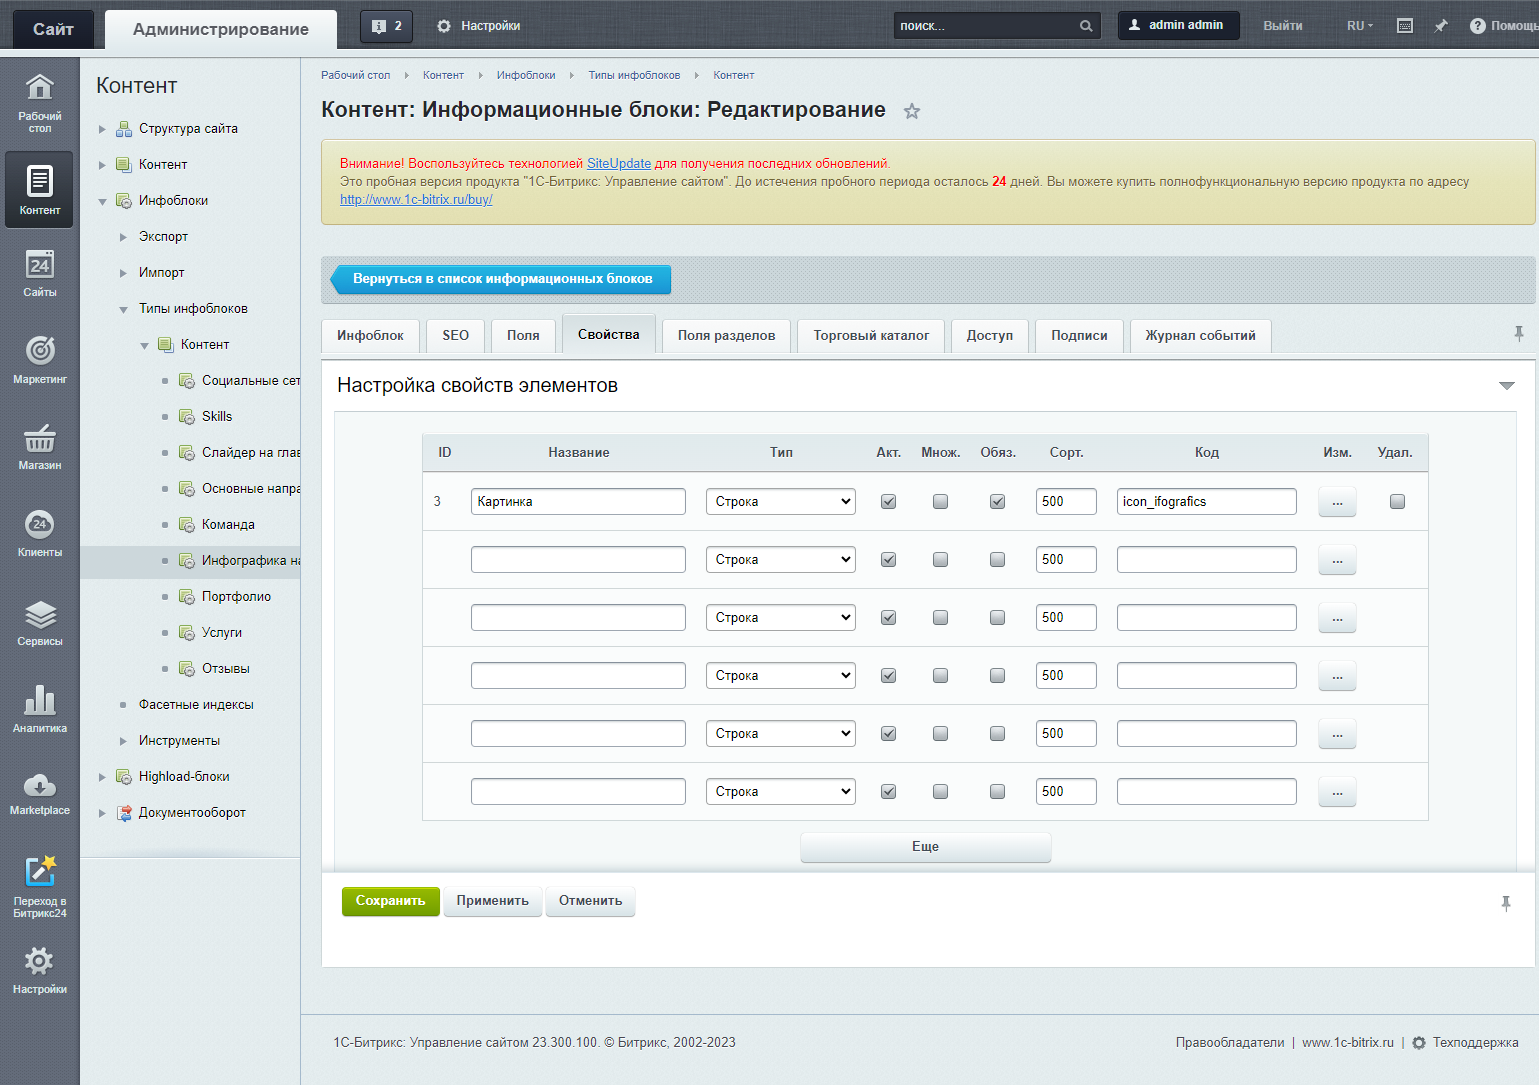 Сайт
Администрирование
2
Настройки
поиск...
admin admin
Выйти
RU
Рабочий стол
Контент
Сайты
Маркетинг
Магазин
Клиенты
Сервисы
Аналитика
Marketplace
Переход в Битрикс24
Настройки
24
24
Контент
Структура сайта
Контент
Инфоблоки
Экспорт
Импорт
Типы инфоблоков
Контент
Социальные сет
Skills
Слайдер на глав
Основные напра
Команда
Инфографика на
Портфолио
Услуги
Отзывы
Фасетные индексы
Инструменты
Highload-блоки
Документооборот
Рабочий стол Контент Инфоблоки Типы инфоблоков Контент
Контент: Информационные блоки: Редактирование
Внимание! Воспользуйтесь технологией SiteUpdate для получения последних обновлений.
Это пробная версия продукта "1С-Битрикс: Управление сайтом". До истечения пробного периода осталось 24 дней. Вы можете купить полнофункциональную версию продукта по адресу
http://www.1c-bitrix.ru/buy/
Вернуться в список информационных блоков
Инфоблок SEO Поля Свойства Поля разделов Торговый каталог Доступ Подписи Журнал событий
Настройка свойств элементов
ID Название Тип Акт. Множ. Обяз. Сорт. Код Изм. Удал.
3 Картинка Строка 500 icon_ifografics ...
Строка 500 ...
Строка 500 ...
Строка 500 ...
Строка 500 ...
Строка 500 ...
Еще
Сохранить Применить Отменить
1С-Битрикс: Управление сайтом 23.300.100. © Битрикс, 2002-2023
Правообладатели | www.1c-bitrix.ru | Техподдержка